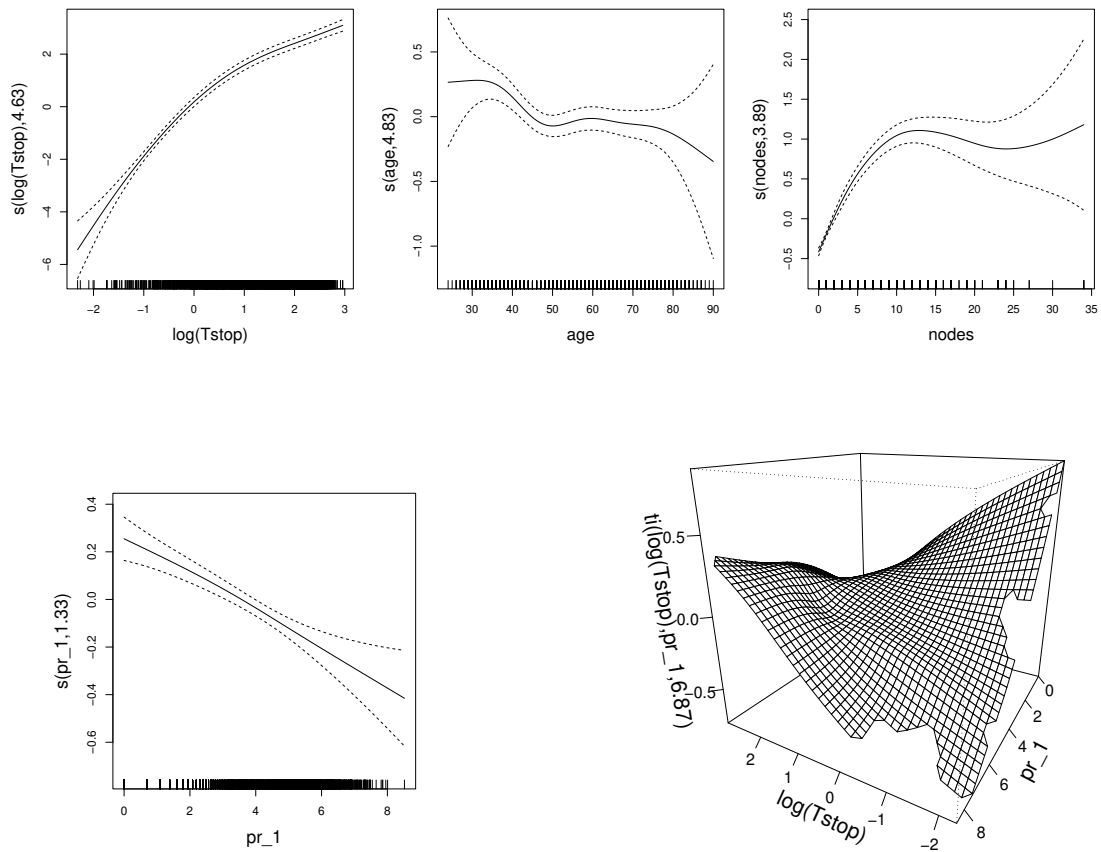 s(log(Tstop),4.63)
2
0
−2
−4
−6
−2 −1 0 1 2 3
log(Tstop)
s(age,4.83)
0.5
0.0
−0.5
−1.0
30 40 50 60 70 80 90
age
s(nodes,3.89)
2.5
2.0
1.5
1.0
0.5
0.0
−0.5
0 5 10 15 20 25 30 35
nodes
s(pr_1,1.33)
0.4
0.2
0.0
−0.2
−0.4
−0.6
0 2 4 6 8
pr_1
ti(log(Tstop),pr_1,6.87)
0.5
0.0
−0.5
2 1 0 −1 −2
log(Tstop)
0 2 4 6 8
pr_1